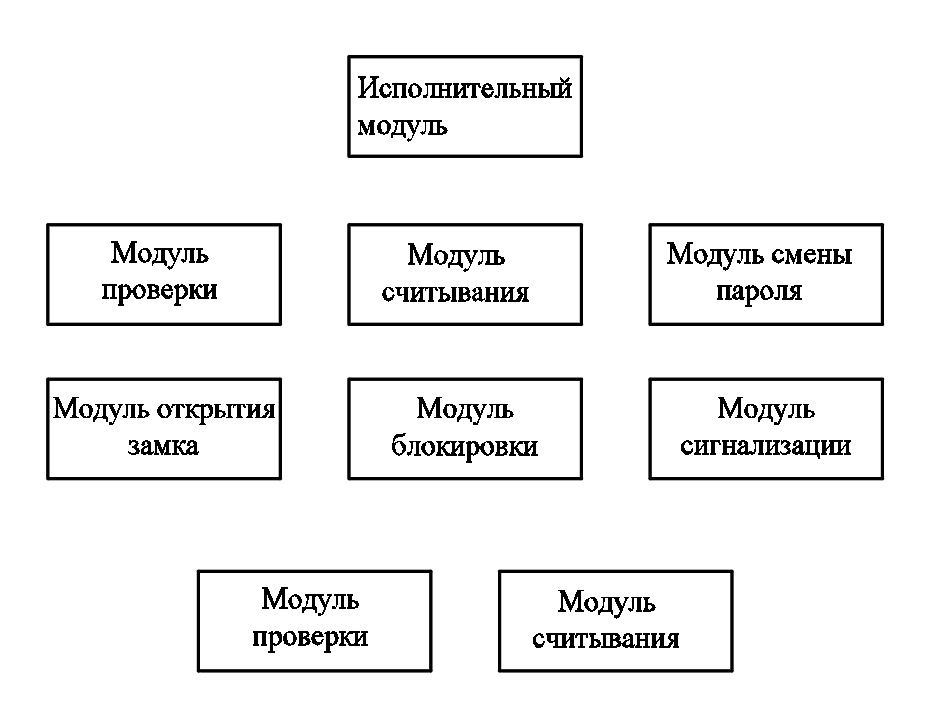 Исполнительный
модуль
Модуль
проверки
Модуль
считывания
Модуль смены
пароля
Модуль открытия
замка
Модуль
блокировки
Модуль
сигнализации
Модуль
проверки
Модуль
считывания